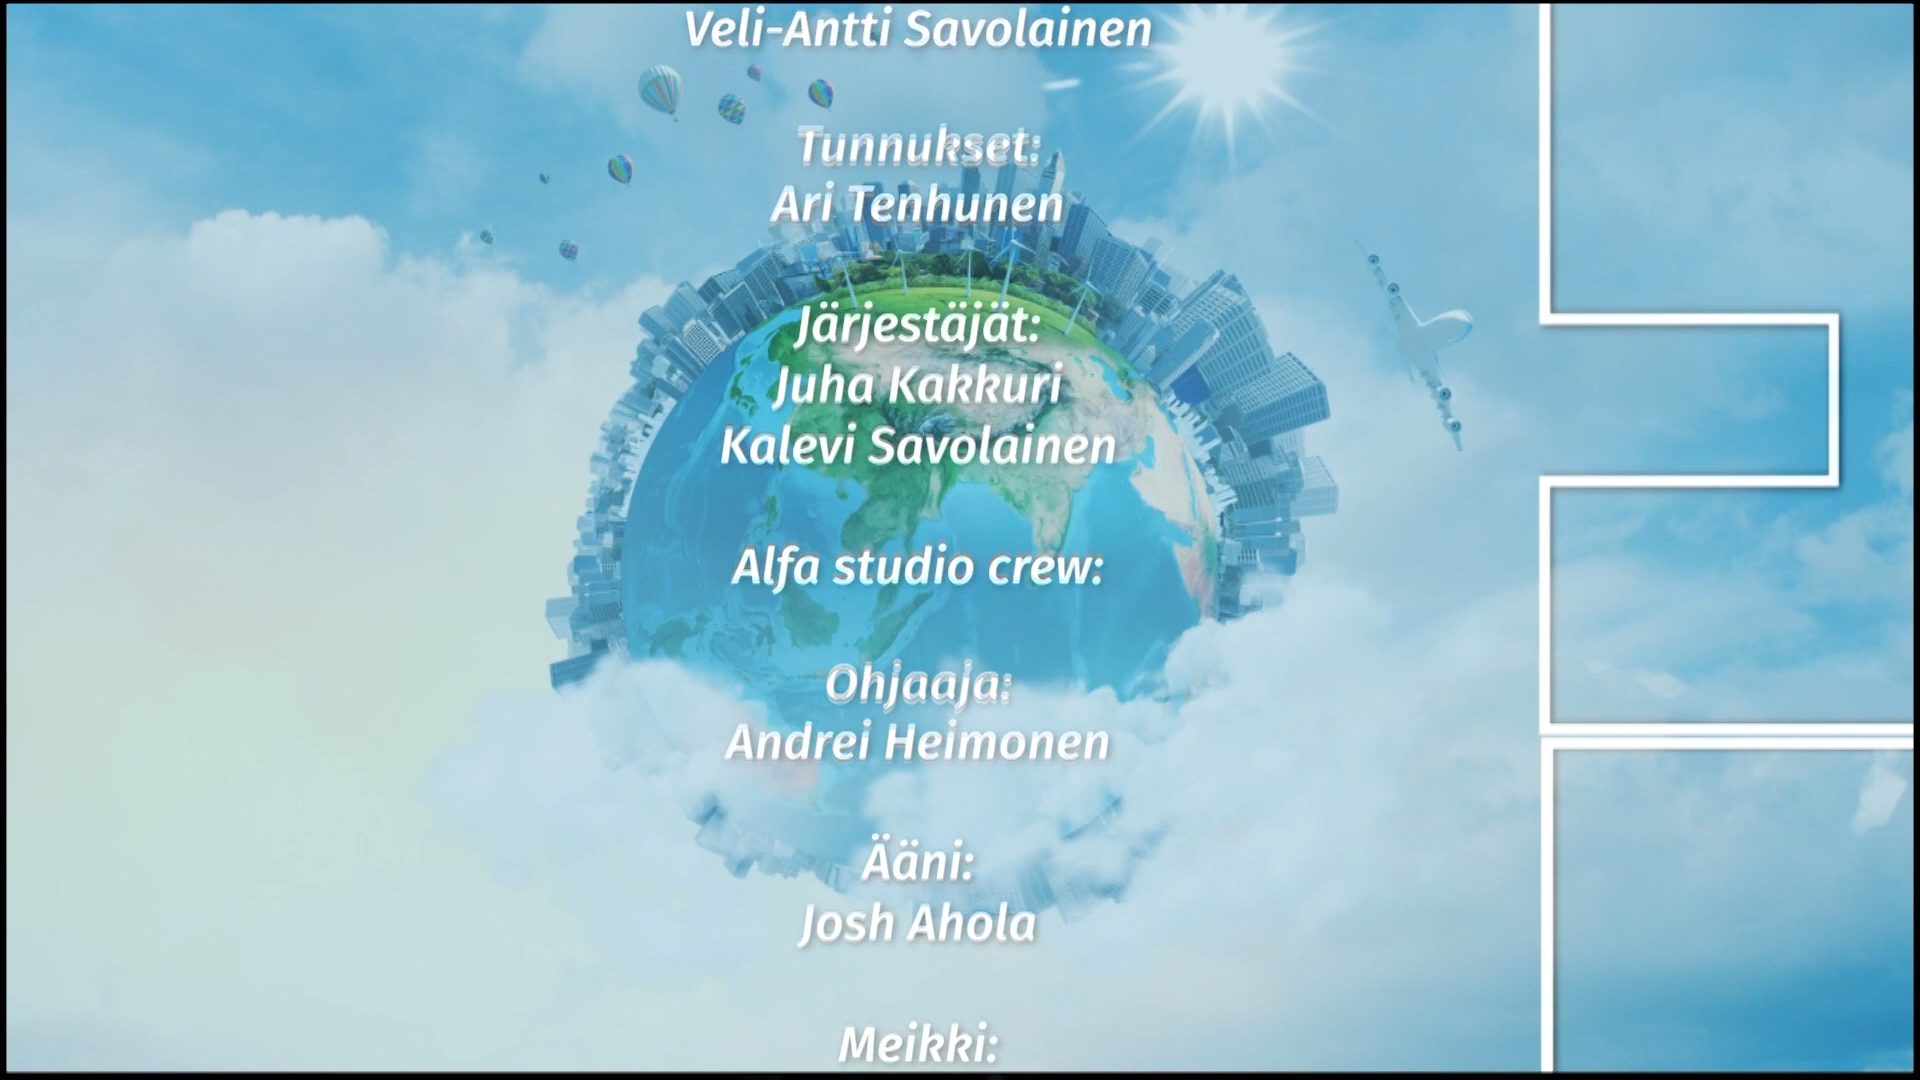 Veli-Antti Savolainen
Tunnukset:
Ari Tenhunen
Järjestäjät:
Juha Kakkuri
Kalevi Savolainen
Alfa studio crew:
Ohjaaja:
Andrei Heimonen
Ääni:
Josh Ahola
Meikki: